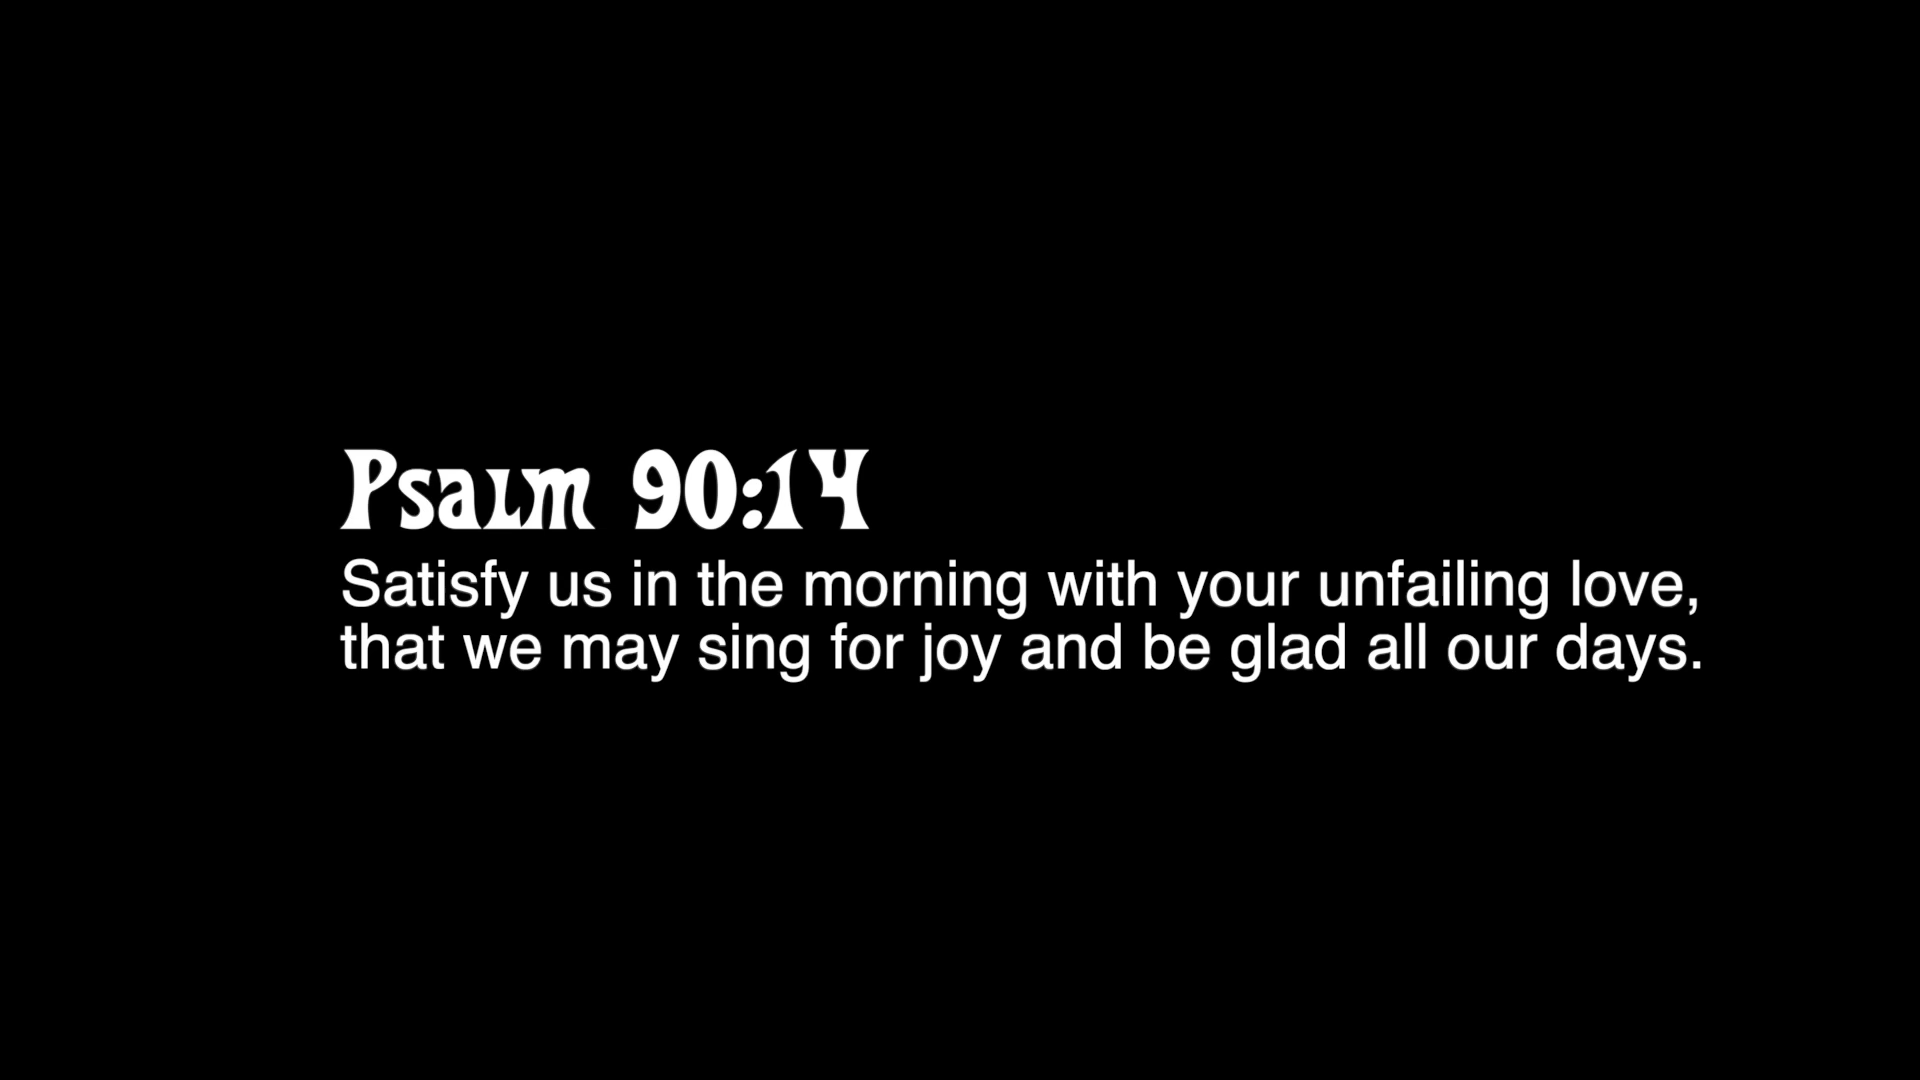 Psalm 90:14
Satisfy us in the morning with your unfailing love,
that we may sing for joy and be glad all our days.